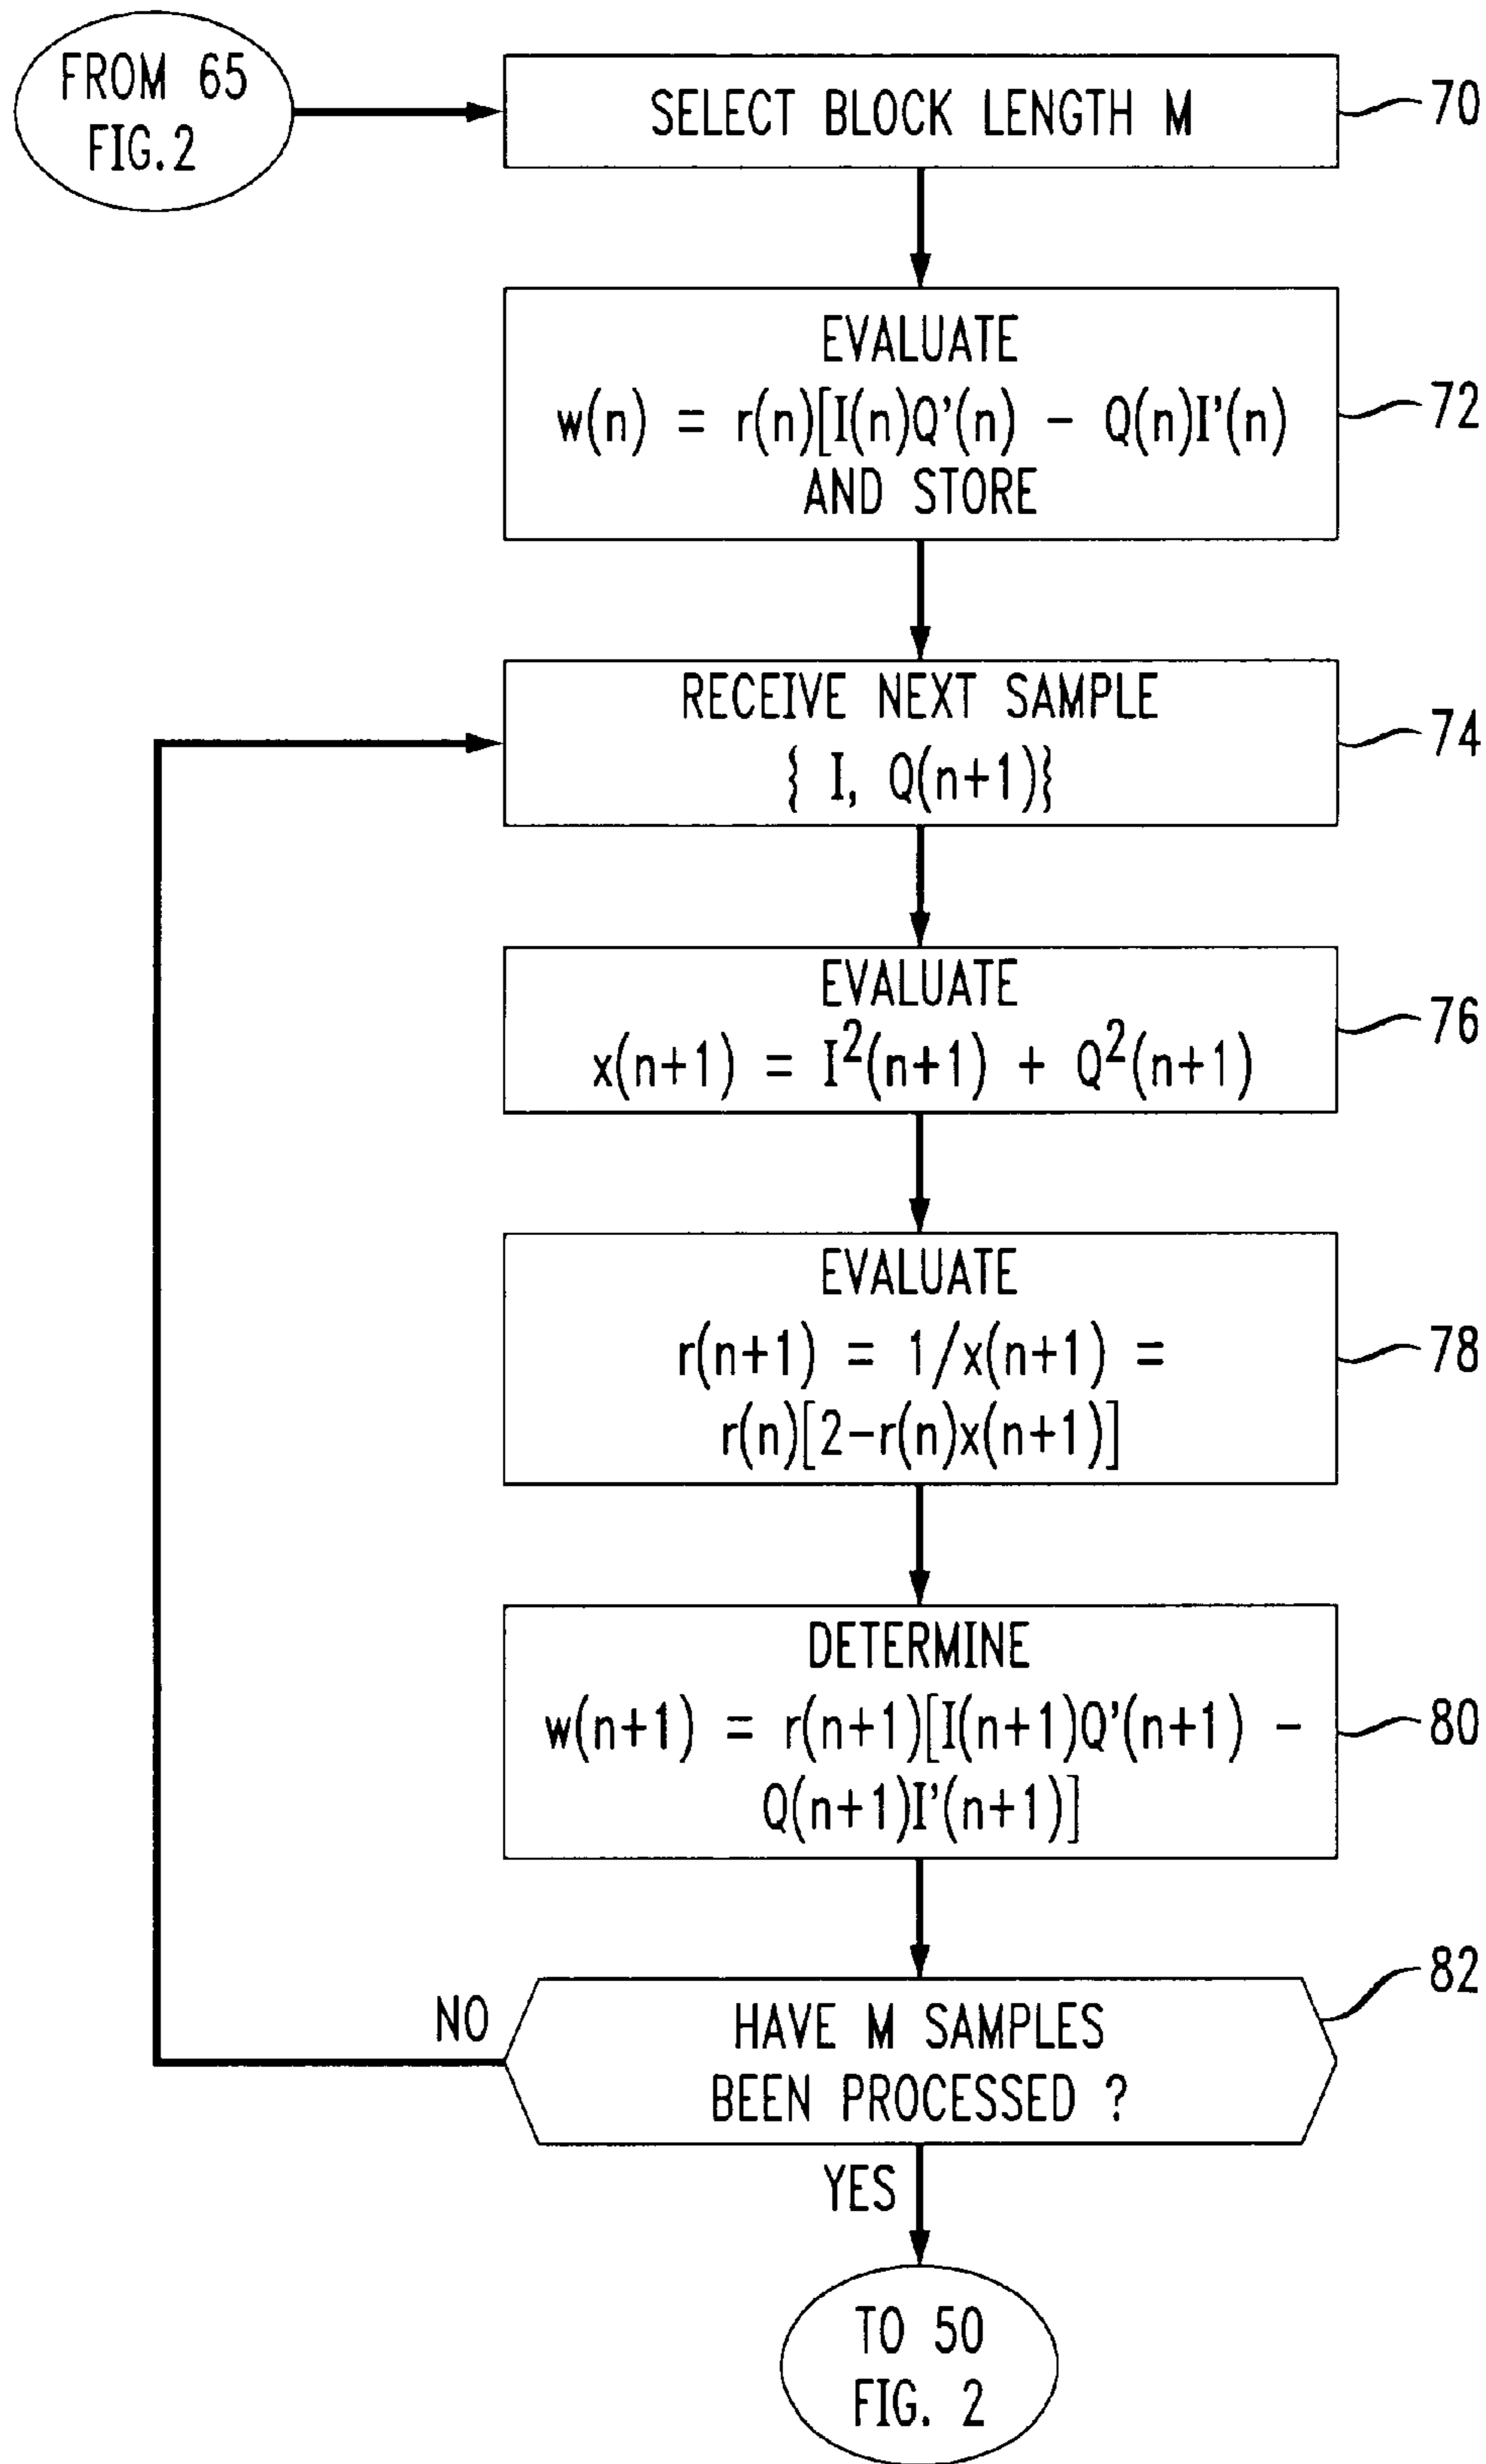 FROM 65
FIG.2
SELECT BLOCK LENGTH M
70
EVALUATE
w(n) = r(n)[I(n)Q'(n) - Q(n)I'(n)
AND STORE
72
RECEIVE NEXT SAMPLE
{ I, Q(n+1)}
74
EVALUATE
x(n+1) = I²(n+1) + Q²(n+1)
76
EVALUATE
r(n+1) = 1/x(n+1) =
r(n)[2-r(n)x(n+1)]
78
DETERMINE
w(n+1) = r(n+1)[I(n+1)Q'(n+1) -
Q(n+1)I'(n+1)]
80
82
NO
HAVE M SAMPLES
BEEN PROCESSED ?
YES
TO 50
FIG. 2